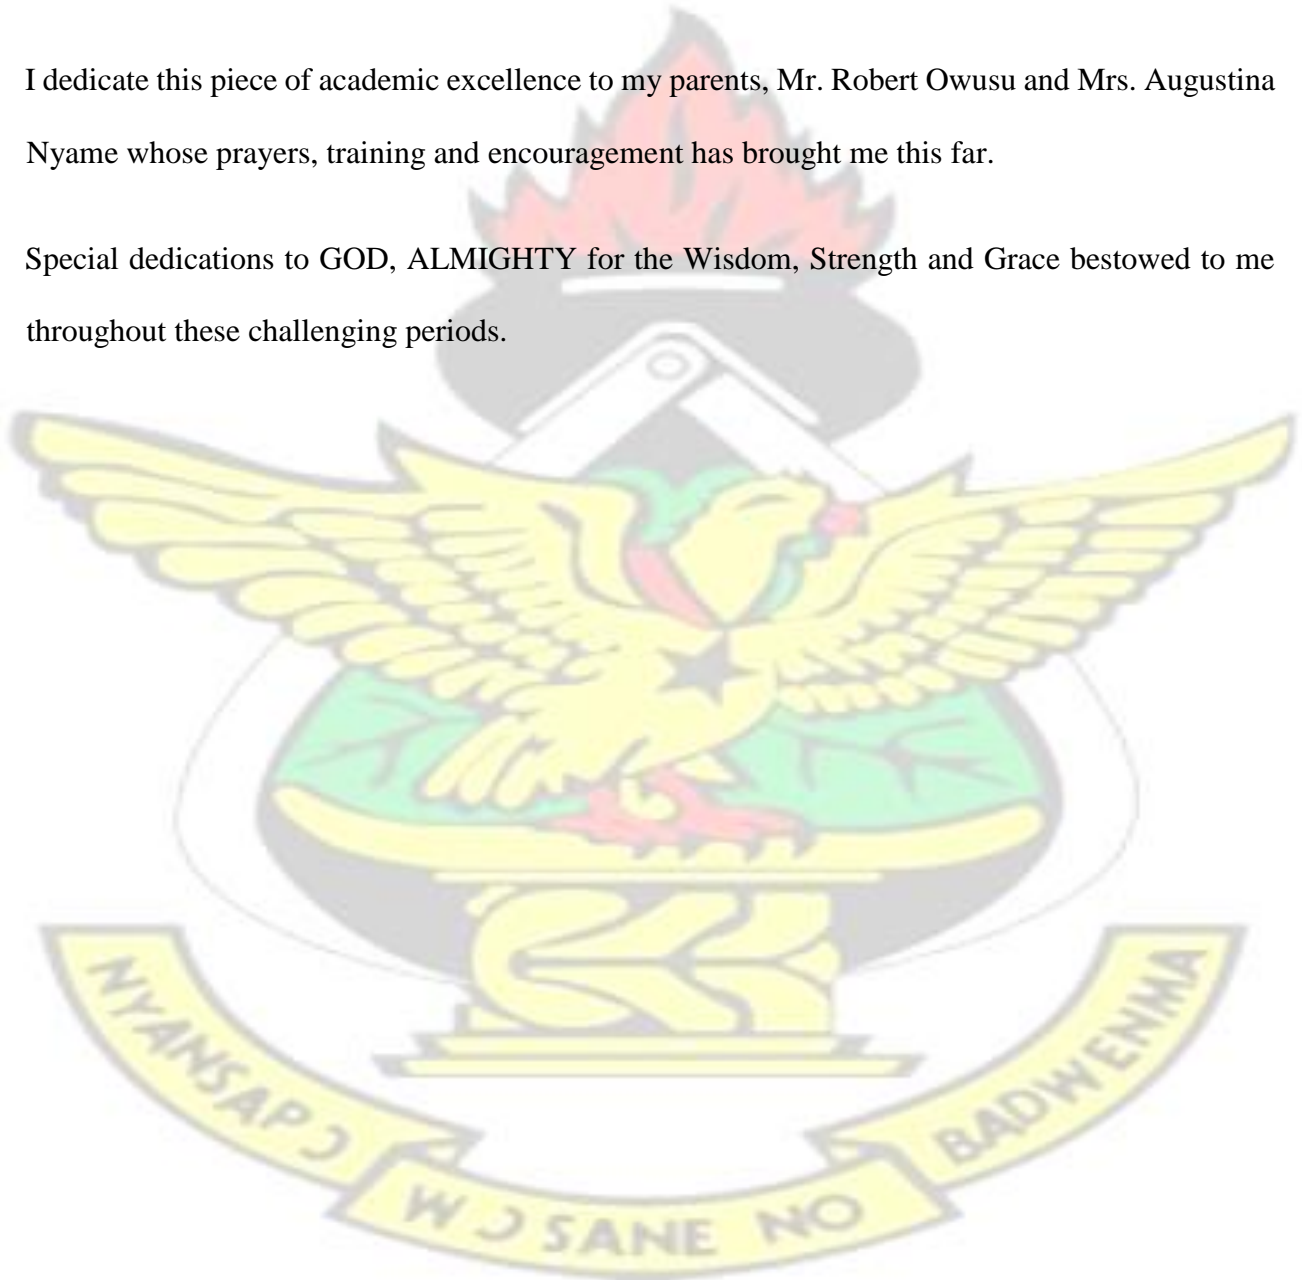 I dedicate this piece of academic excellence to my parents, Mr. Robert Owusu and Mrs. Augustina
Nyame whose prayers, training and encouragement has brought me this far.
Special dedications to GOD, ALMIGHTY for the Wisdom, Strength and Grace bestowed to me
throughout these challenging periods.
NYANSAPƆ
WƆSANE NO
BADWENMA